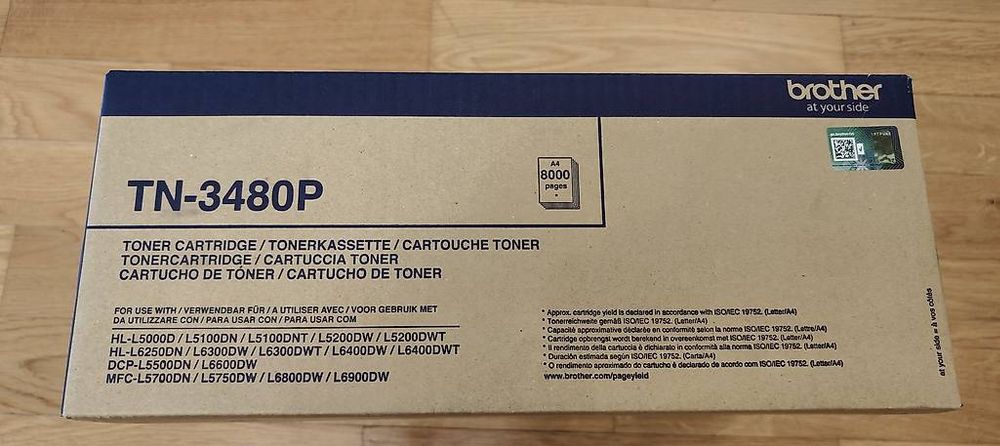 brother
at your side
TN-3480P
A4
8000
pages
*
TONER CARTRIDGE / TONERKASSETTE / CARTOUCHE TONER
TONERCARTRIDGE / CARTUCCIA TONER
CARTUCHO DE TÓNER / CARTUCHO DE TONER
FOR USE WITH / VERWENDBAR FÜR / A UTILISER AVEC / VOOR GEBRUIK MET
DA UTILIZZARE CON / PARA USAR CON / PARA USAR COM
HL-L5000D / L5100DN / L5100DNT / L5200DW / L5200DWT
HL-L6250DN / L6300DW / L6300DWT / L6400DW / L6400DWT
DCP-L5500DN / L6600DW
MFC-L5700DN / L5750DW / L6800DW / L6900DW
* Approx. cartridge yield is declared in accordance with ISO/IEC 19752. (Letter/A4)
* Tonerreichweite gemäß ISO/IEC 19752. (Letter/A4)
* Capacité approximative déclarée en conformité selon la norme ISO/IEC 19752. (Lettre/A4)
* Cartridge opbrengst wordt berekend in overeenkomst met ISO/IEC 19752. (Letter/A4)
* Il rendimento della cartuccia è dichiarato in conformità alla norma ISO/IEC 19752. (Letter/A4)
* Duración estimada según ISO/IEC 19752. (Carta/A4)
* O rendimento aproximado do cartucho é declarado de acordo com ISO/IEC 19752. (Letter/A4)
www.brother.com/pageyield
at your side = à vos côtés